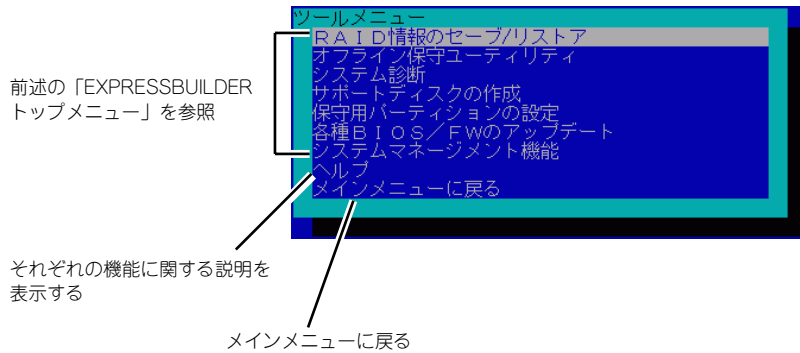 ツールメニュー
ＲＡＩＤ情報のセーブ/リストア
オフライン保守ユーティリティ
システム診断
サポートディスクの作成
保守用パーティションの設定
各種ＢＩＯＳ／ＦＷのアップデート
システムマネージメント機能
ヘルプ
メインメニューに戻る
前述の「EXPRESSBUILDER
トップメニュー」を参照
それぞれの機能に関する説明を
表示する
メインメニューに戻る